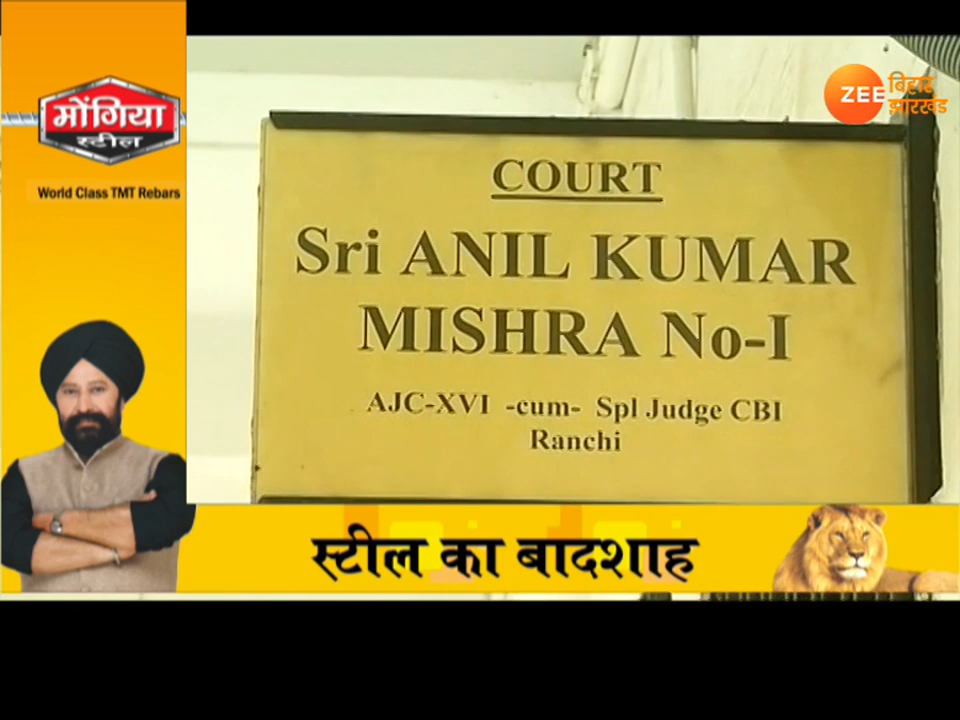 मोंगिया
स्टील
World Class TMT Rebars
ZEE
बिहार
झारखंड
COURT
Sri ANIL KUMAR
MISHRA No-I
AJC-XVI -cum- Spl Judge CBI
Ranchi
स्टील का बादशाह